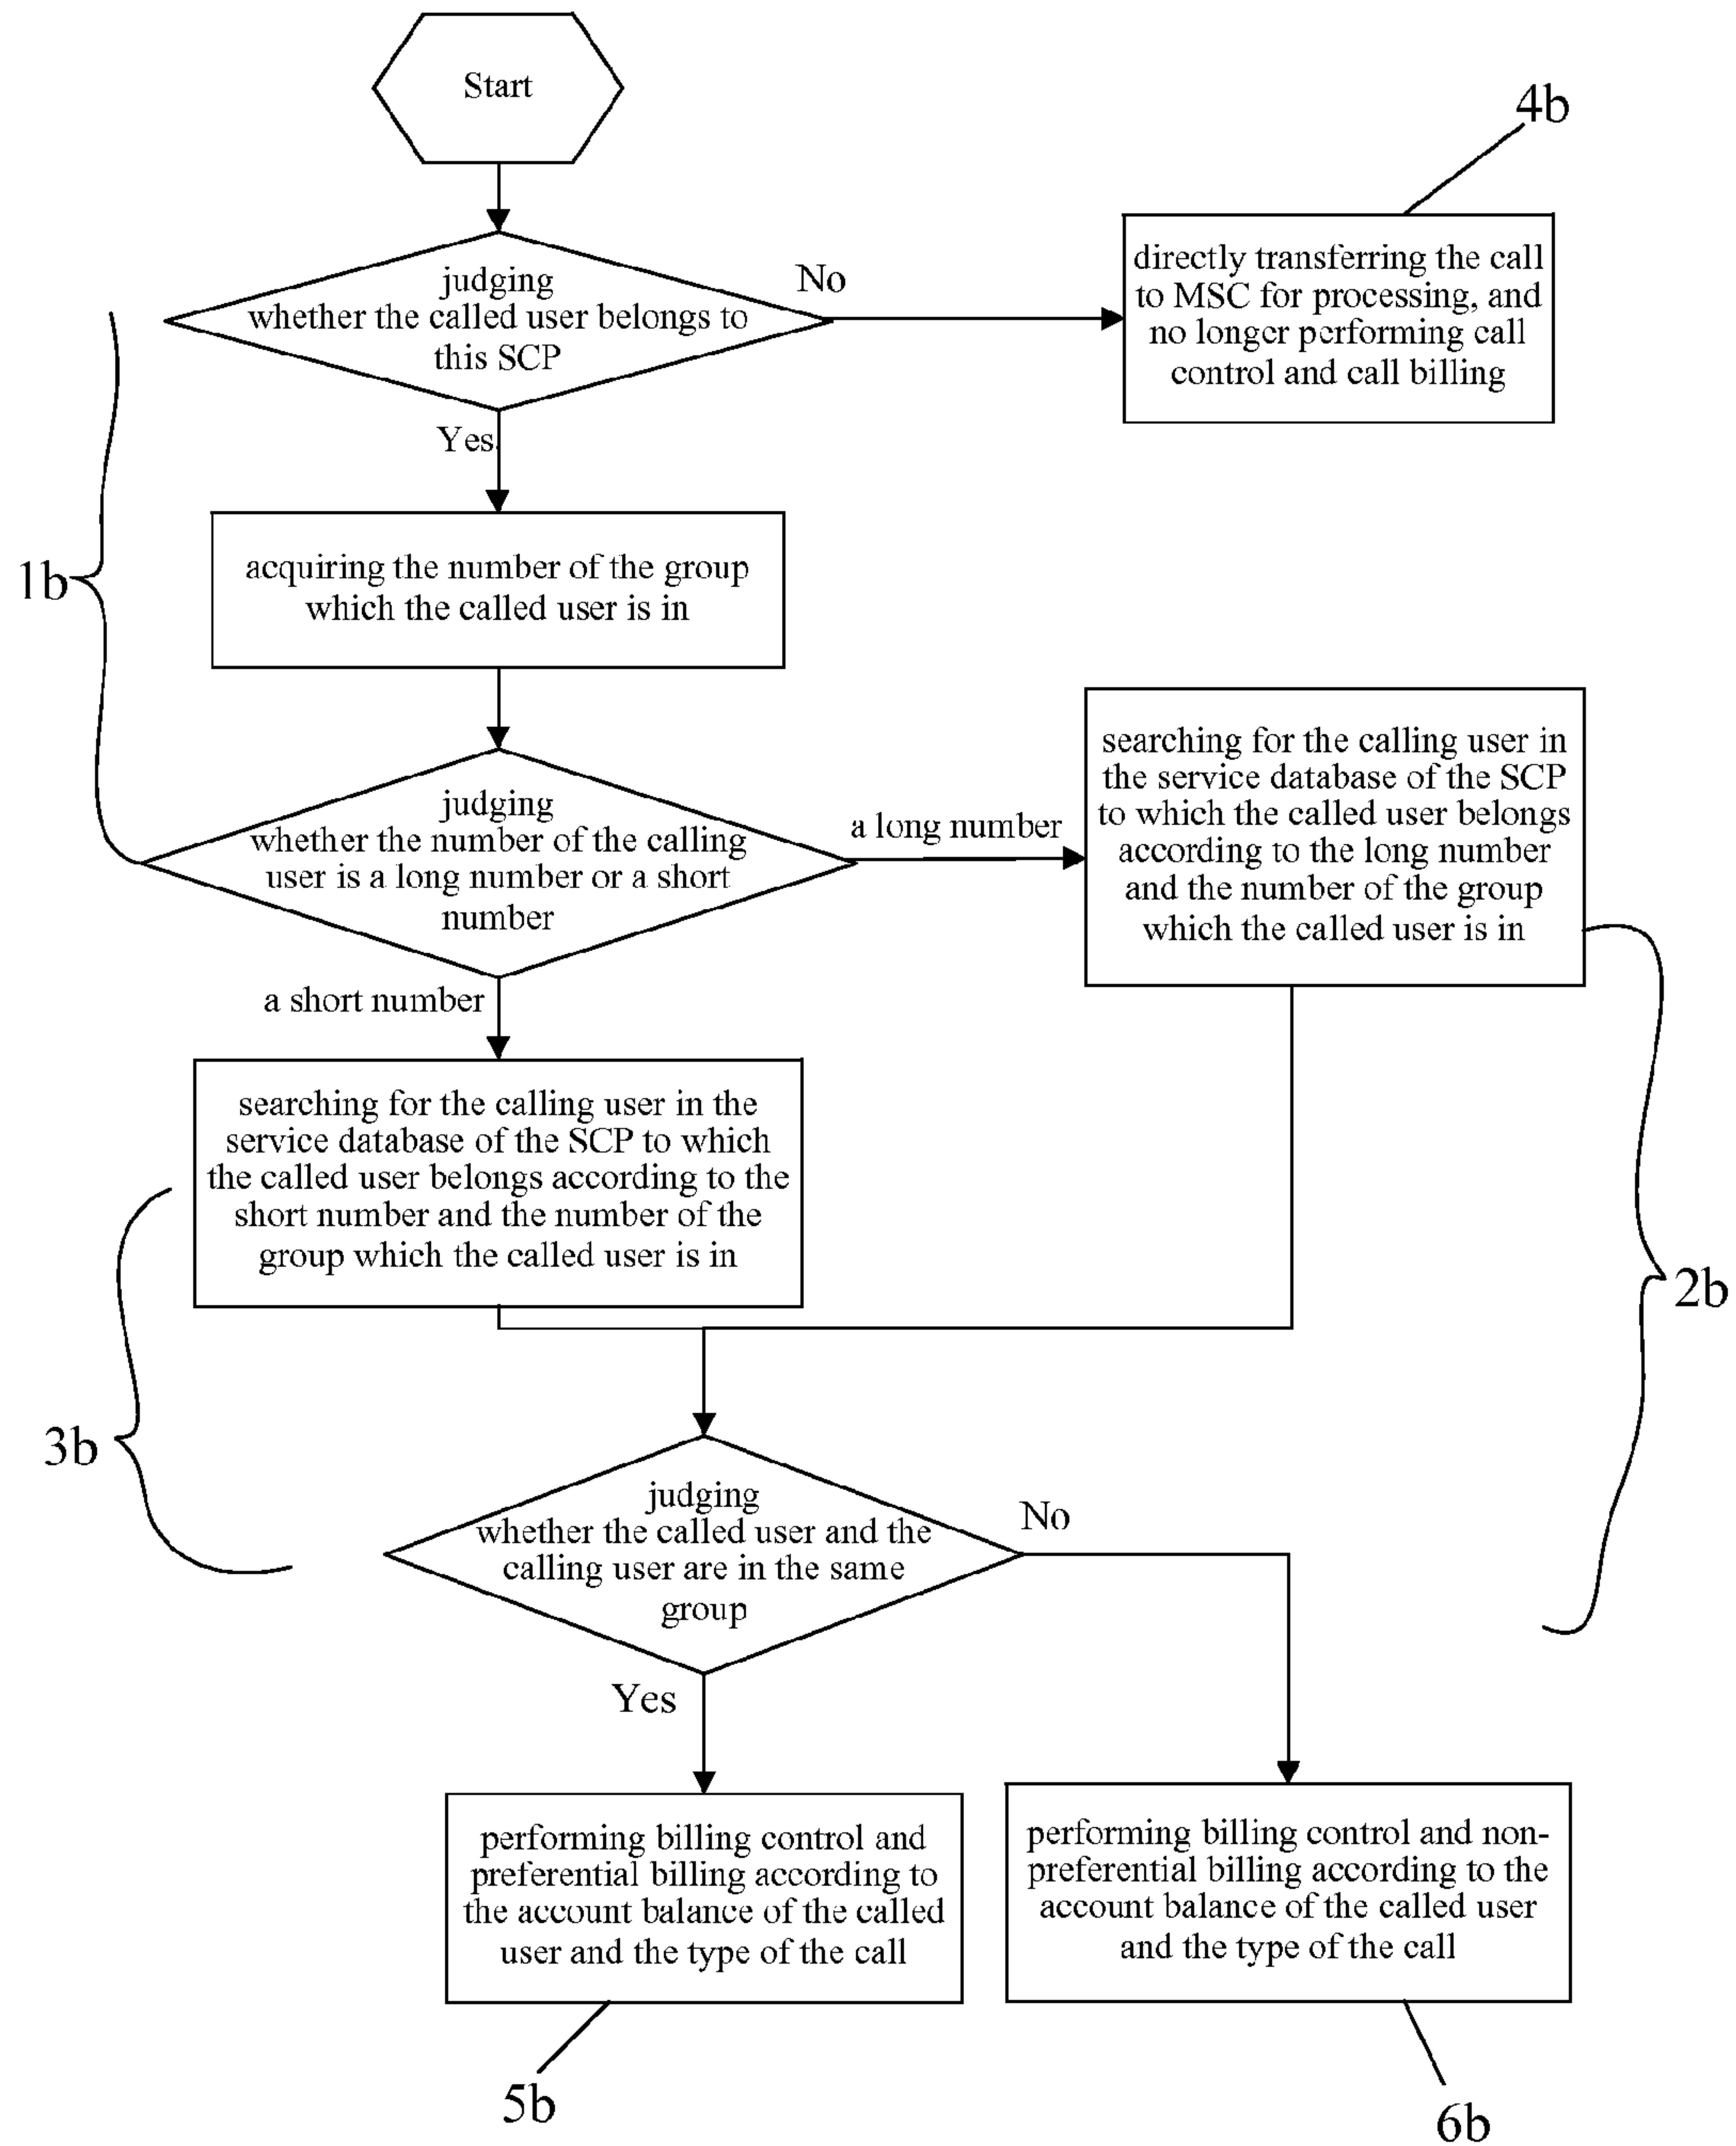 Start
4b
judging
whether the called user belongs to
this SCP
No
directly transferring the call
to MSC for processing, and
no longer performing call
control and call billing
Yes
acquiring the number of the group
which the called user is in
1b
judging
whether the number of the calling
user is a long number or a short
number
a long number
searching for the calling user in
the service database of the SCP
to which the called user belongs
according to the long number
and the number of the group
which the called user is in
a short number
searching for the calling user in the
service database of the SCP to which
the called user belongs according to the
short number and the number of the
group which the called user is in
2b
3b
judging
whether the called user and the
calling user are in the same
group
No
Yes
performing billing control and
preferential billing according to
the account balance of the called
user and the type of the call
performing billing control and non-
preferential billing according to the
account balance of the called user
and the type of the call
5b
6b